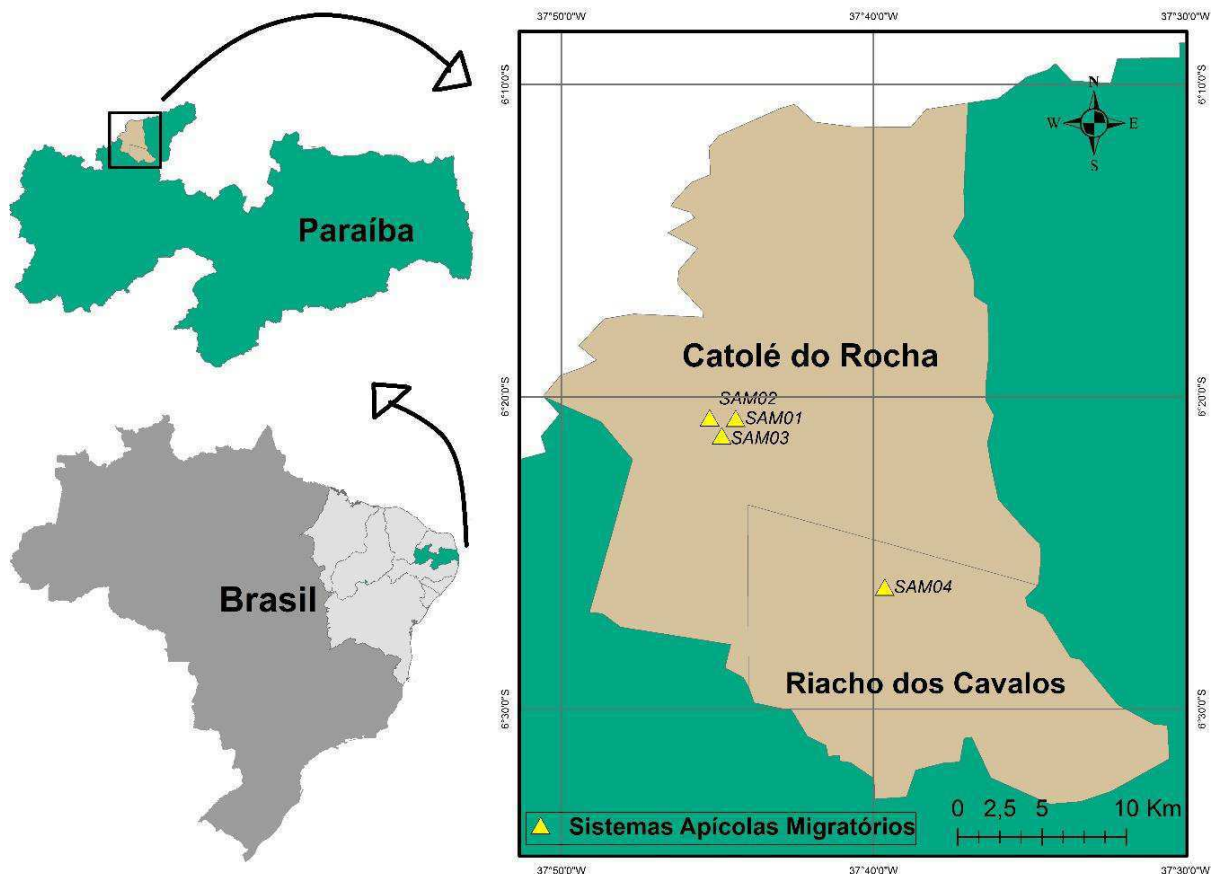 37°50'0"W
37°40'0"W
37°30'0"W
6°10'0"S
6°10'0"S
N
W
E
S
Paraíba
Catolé do Rocha
6°20'0"S
6°20'0"S
SAM02
SAM01
SAM03
Brasil
SAM04
Riacho dos Cavalos
6°30'0"S
6°30'0"S
0 2,5 5 10 Km
Sistemas Apícolas Migratórios
37°50'0"W
37°40'0"W
37°30'0"W